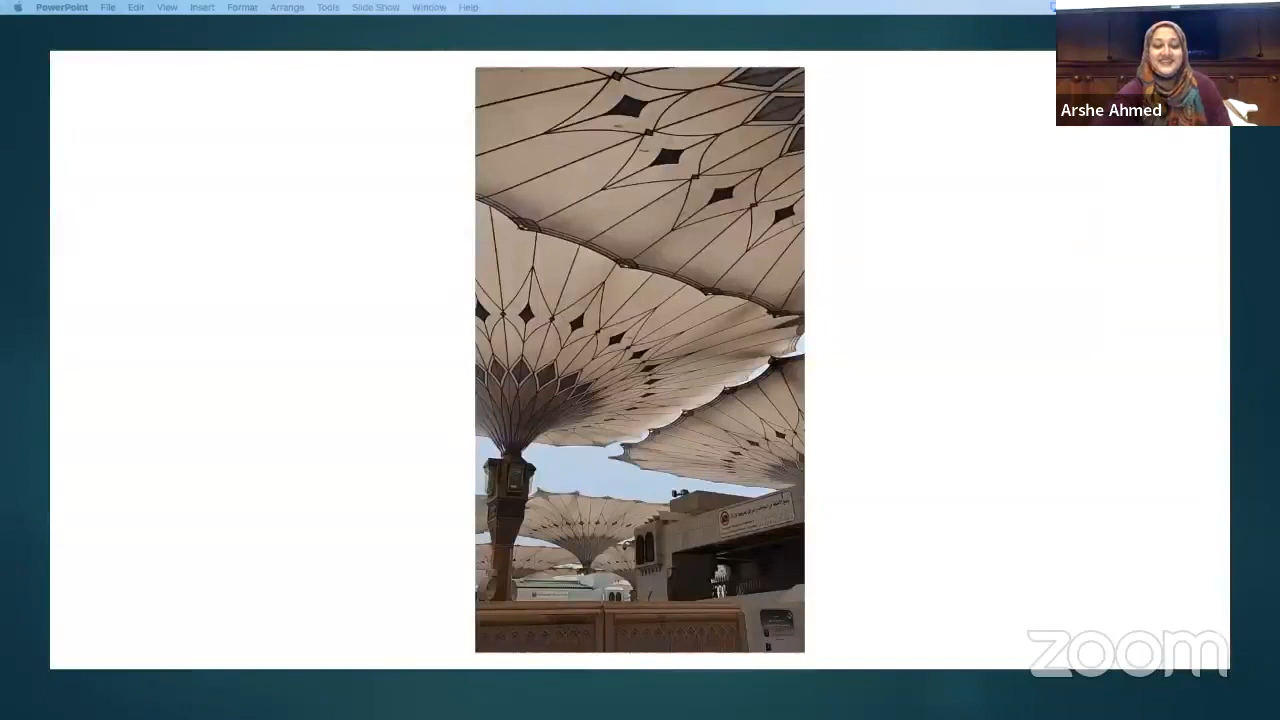 PowerPoint File Edit View Insert Format Arrange Tools Slide Show Window Help
Arshe Ahmed
zoom